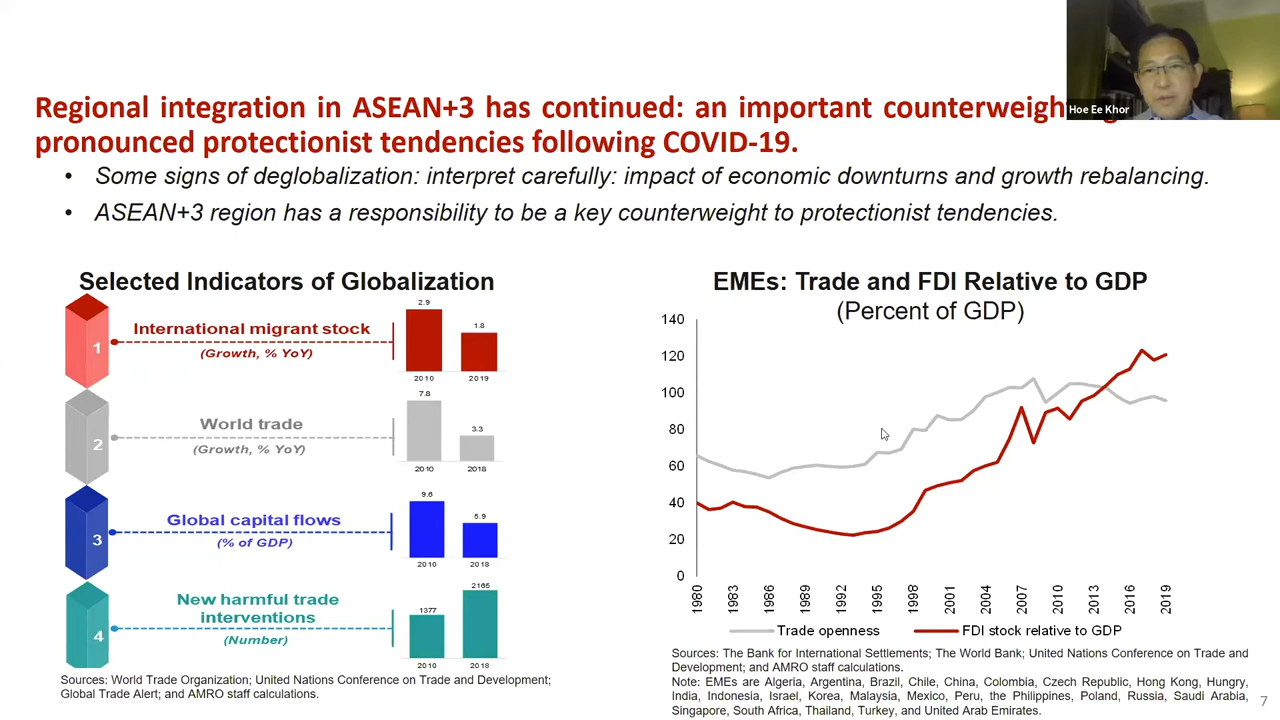 Hoe Ee Khor
Regional integration in ASEAN+3 has continued: an important counterweigh
pronounced protectionist tendencies following COVID-19.
• Some signs of deglobalization: interpret carefully: impact of economic downturns and growth rebalancing.
• ASEAN+3 region has a responsibility to be a key counterweight to protectionist tendencies.
Selected Indicators of Globalization
1
International migrant stock
(Growth, % YoY)
2.9
1.8
2010 2019
2
World trade
(Growth, % YoY)
7.8
3.3
2010 2018
3
Global capital flows
(% of GDP)
9.6
5.9
2010 2018
4
New harmful trade
interventions
(Number)
1377
2165
2010 2018
Sources: World Trade Organization; United Nations Conference on Trade and Development;
Global Trade Alert; and AMRO staff calculations.
EMEs: Trade and FDI Relative to GDP
(Percent of GDP)
140
120
100
80
60
40
20
0
1980 1983 1986 1989 1992 1995 1998 2001 2004 2007 2010 2013 2016 2019
Trade openness FDI stock relative to GDP
Sources: The Bank for International Settlements; The World Bank; United Nations Conference on Trade and
Development; and AMRO staff calculations.
Note: EMEs are Algeria, Argentina, Brazil, Chile, China, Colombia, Czech Republic, Hong Kong, Hungry,
India, Indonesia, Israel, Korea, Malaysia, Mexico, Peru, the Philippines, Poland, Russia, Saudi Arabia,
Singapore, South Africa, Thailand, Turkey, and United Arab Emirates.
7